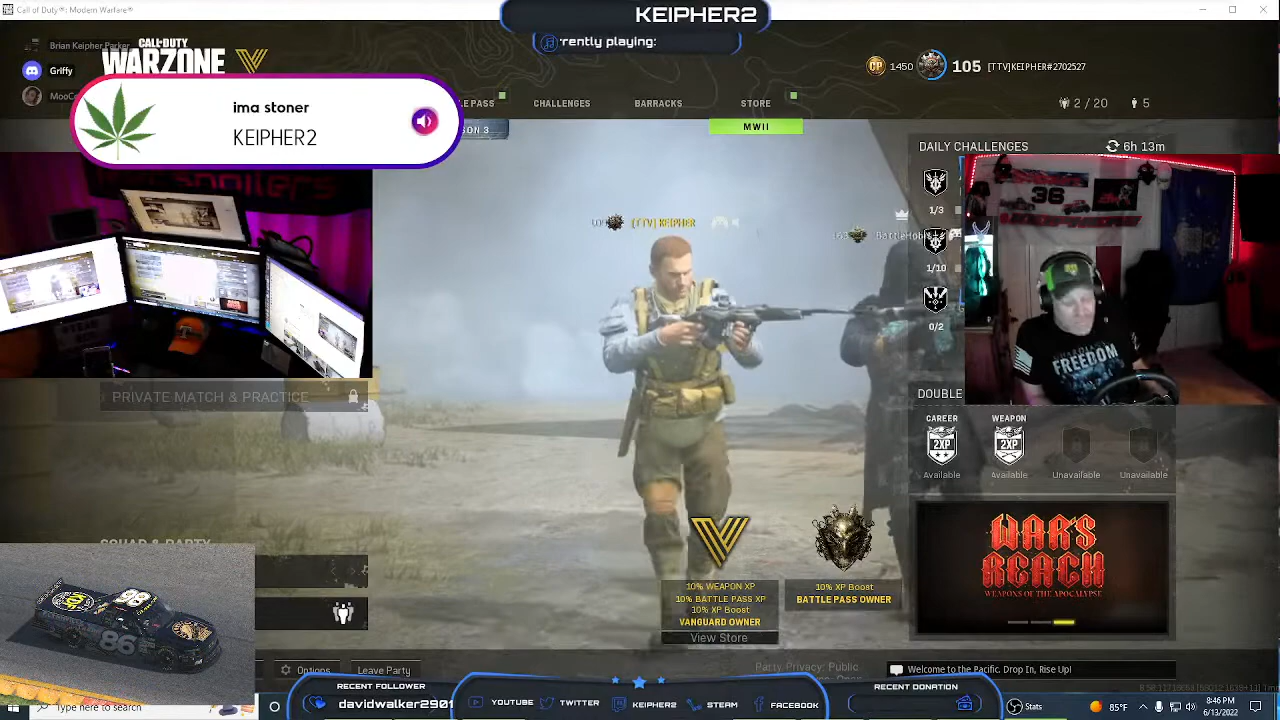 Call of Duty®: Modern Warfare®
KEIPHER2
rrently playing:
Brian Keipher Parker
Griffy
MooC
CALL·DUTY
WARZONE
1450
105
[TTV]KEIPHER#2702527
LE PASS
CHALLENGES
BARRACKS
STORE
2 / 20
5
ima stoner
KEIPHER2
SON 3
MWII
DAILY CHALLENGES
6h 13m
1/3
1/10
0/2
[TTV] KEIPHER
36
FREEDOM
PRIVATE MATCH & PRACTICE
DOUBLE
CAREER
WEAPON
2XP
2XP
Available
Available
Unavailable
Unavailable
WAR'S
REACH
WEAPONS OF THE APOCALYPSE
SQUAD & PARTY
86
10% WEAPON XP
10% BATTLE PASS XP
10% XP Boost
VANGUARD OWNER
View Store
10% XP Boost
BATTLE PASS OWNER
Options
Leave Party
Party Privacy: Public
Welcome to the Pacific. Drop In, Rise Up!
RECENT FOLLOWER
davidwalker2901
YOUTUBE
TWITTER
KEIPHER2
STEAM
FACEBOOK
RECENT DONATION
Type here to search
Stats
85°F
8:46 PM
6/13/2022